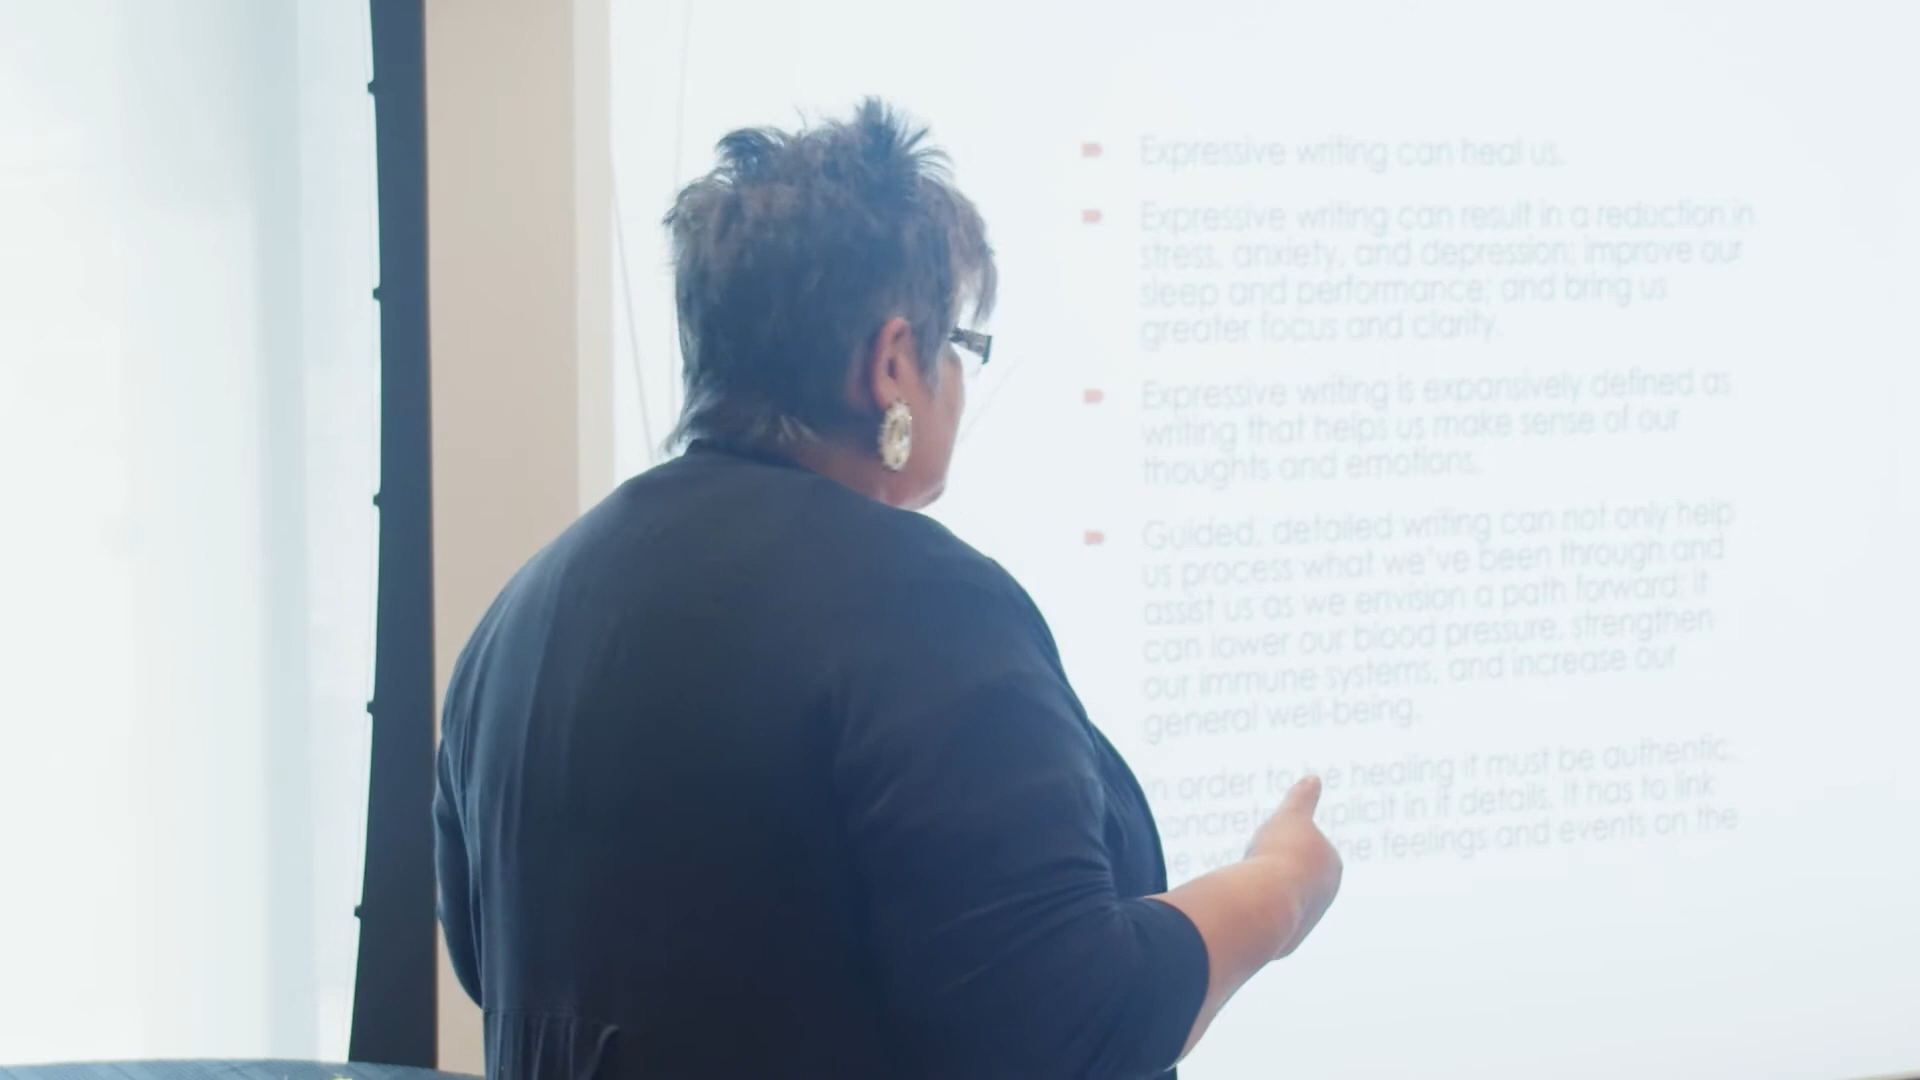 Expressive writing can heal us.
Expressive writing can result in a reduction in
stress, anxiety, and depression; improve our
sleep and performance; and bring us
greater focus and clarity.
Expressive writing is expansively defined as
writing that helps us make sense of our
thoughts and emotions.
Guided, detailed writing can not only help
us process what we've been through and
assist us as we envision a path forward; it
can lower our blood pressure, strengthen
our immune systems, and increase our
general well-being.
order to be healing it must be authentic,
in it details. It has to link
feelings and events on the